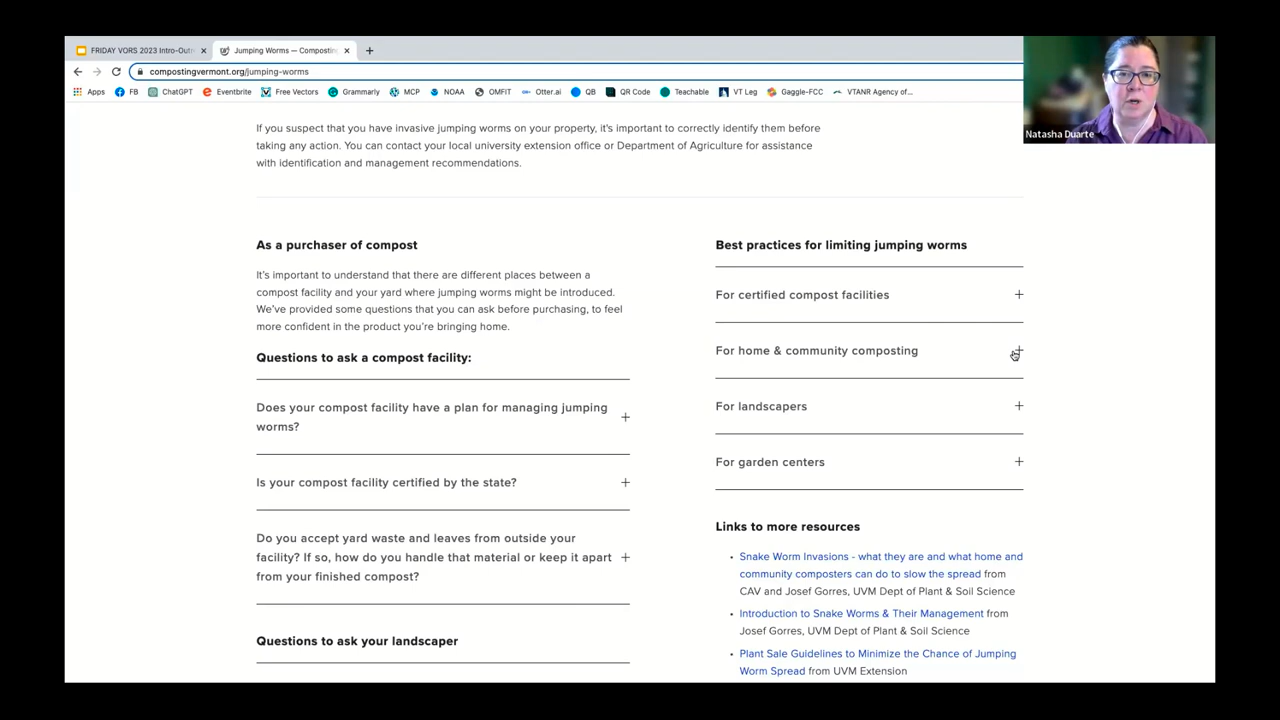 FRIDAY VORS 2023 Intro-Outr
Jumping Worms — Composting
compostingvermont.org/jumping-worms
Apps FB ChatGPT Eventbrite Free Vectors Grammarly MCP NOAA OMFIT Otter.ai QB QR Code Teachable VT Leg Gaggle-FCC VTANR Agency of...
Natasha Duarte
If you suspect that you have invasive jumping worms on your property, it's important to correctly identify them before
taking any action. You can contact your local university extension office or Department of Agriculture for assistance
with identification and management recommendations.
As a purchaser of compost
It's important to understand that there are different places between a
compost facility and your yard where jumping worms might be introduced.
We've provided some questions that you can ask before purchasing, to feel
more confident in the product you're bringing home.
Questions to ask a compost facility:
Does your compost facility have a plan for managing jumping
worms?
Is your compost facility certified by the state?
Do you accept yard waste and leaves from outside your
facility? If so, how do you handle that material or keep it apart
from your finished compost?
Questions to ask your landscaper
Best practices for limiting jumping worms
For certified compost facilities
For home & community composting
For landscapers
For garden centers
Links to more resources
Snake Worm Invasions - what they are and what home and
community composters can do to slow the spread from
CAV and Josef Gorres, UVM Dept of Plant & Soil Science
Introduction to Snake Worms & Their Management from
Josef Gorres, UVM Dept of Plant & Soil Science
Plant Sale Guidelines to Minimize the Chance of Jumping
Worm Spread from UVM Extension